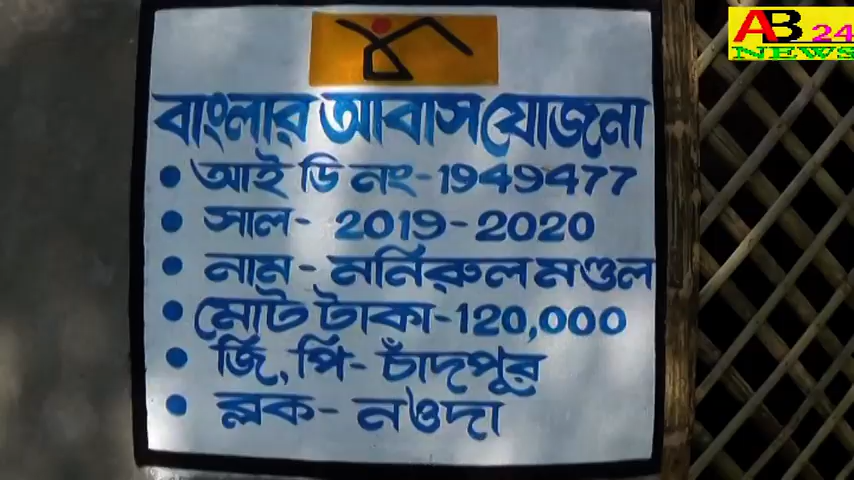 AB 24
NEWS
বাংলার আবাস যোজনা
• আই ডি নং-1949477
• সাল- 2019-2020
• নাম - মনিরুল মণ্ডল
• মোট টাকা-120,000
• জি, পি- চাঁদপুর
• ব্লক- নওদা